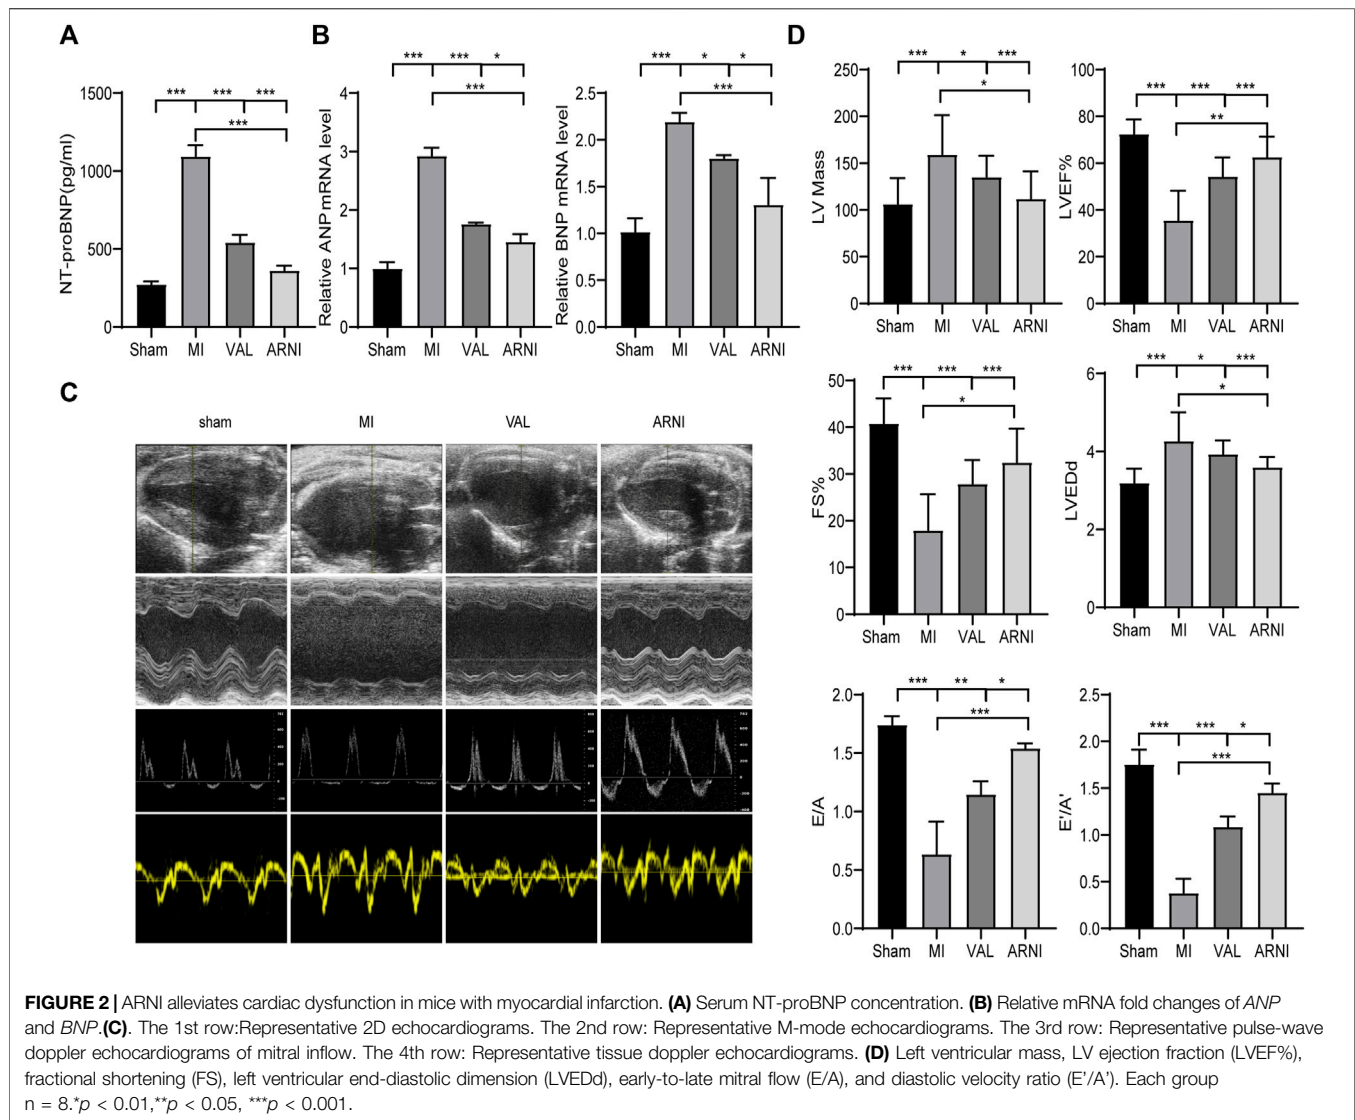 A
NT-proBNP(pg/ml)
1500
1000
500
0
*** *** ***
***
Sham MI VAL ARNI
B
Relative ANP mRNA level
4
3
2
1
0
*** *** *
***
Sham MI VAL ARNI
Relative BNP mRNA level
2.5
2.0
1.5
1.0
0.5
0.0
*** * *
***
Sham MI VAL ARNI
C
sham MI VAL ARNI
D
LV Mass
250
200
150
100
50
0
*** * ***
*
Sham MI VAL ARNI
LVEF%
100
80
60
40
20
0
*** *** ***
**
Sham MI VAL ARNI
FS%
50
40
30
20
10
0
*** *** ***
*
Sham MI VAL ARNI
LVEDd
6
4
2
0
*** * ***
*
Sham MI VAL ARNI
E/A
2.0
1.5
1.0
0.5
0.0
*** ** *
***
Sham MI VAL ARNI
E'/A'
2.5
2.0
1.5
1.0
0.5
0.0
*** *** *
***
Sham MI VAL ARNI
FIGURE 2 | ARNI alleviates cardiac dysfunction in mice with myocardial infarction. (A) Serum NT-proBNP concentration. (B) Relative mRNA fold changes of ANP
and BNP.(C). The 1st row:Representative 2D echocardiograms. The 2nd row: Representative M-mode echocardiograms. The 3rd row: Representative pulse-wave
doppler echocardiograms of mitral inflow. The 4th row: Representative tissue doppler echocardiograms. (D) Left ventricular mass, LV ejection fraction (LVEF%),
fractional shortening (FS), left ventricular end-diastolic dimension (LVEDd), early-to-late mitral flow (E/A), and diastolic velocity ratio (E'/A'). Each group
n = 8.*p < 0.01,**p < 0.05, ***p < 0.001.